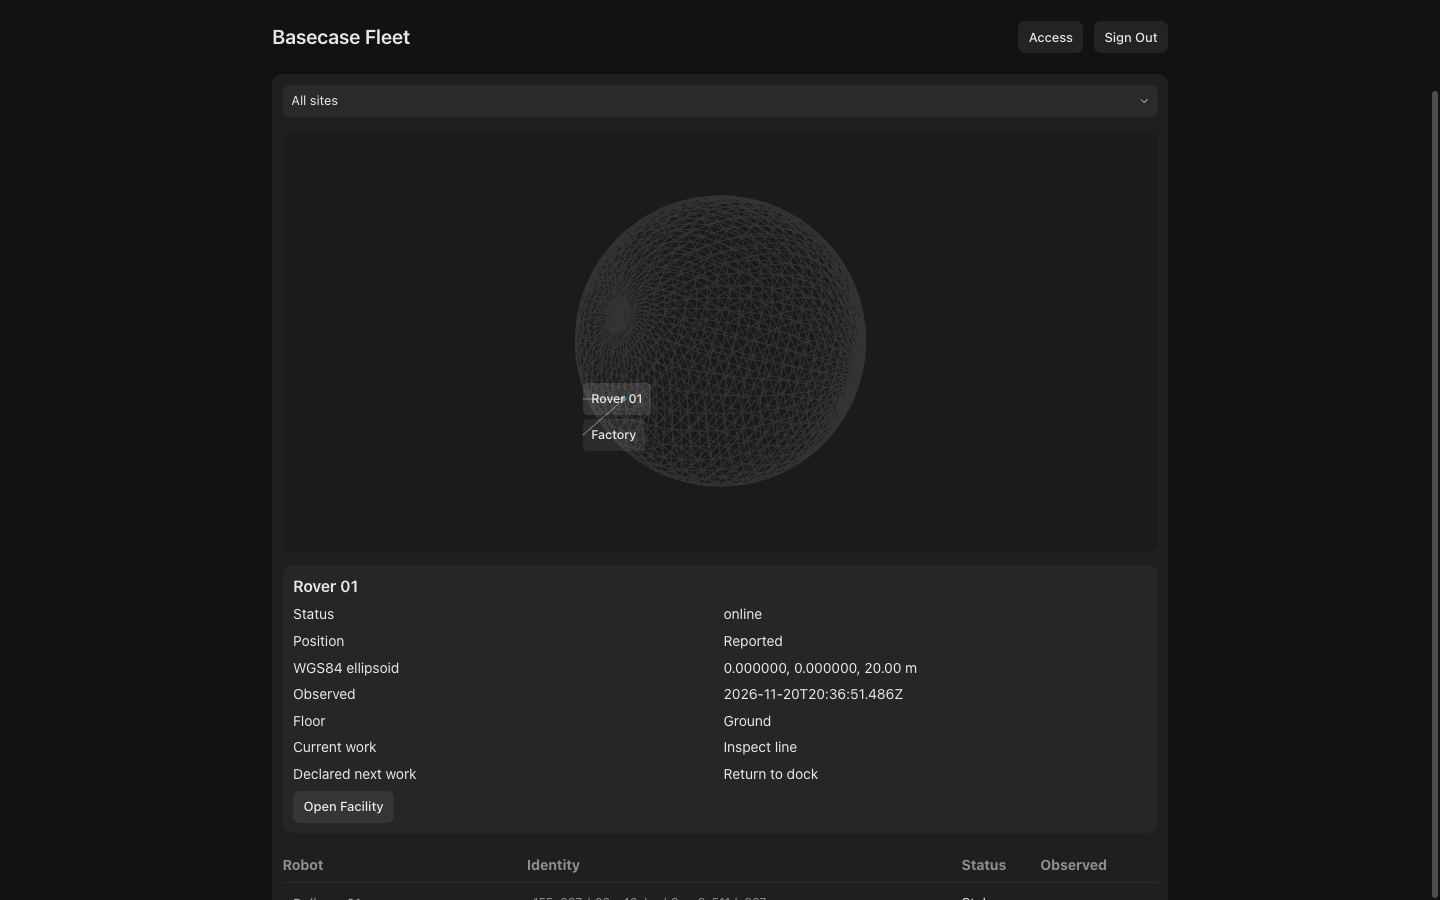 Basecase Fleet
Access
Sign Out
All sites
Rover 01
Factory
Rover 01
Status online
Position Reported
WGS84 ellipsoid 0.000000, 0.000000, 20.00 m
Observed 2026-11-20T20:36:51.486Z
Floor Ground
Current work Inspect line
Declared next work Return to dock
Open Facility
Robot Identity Status Observed